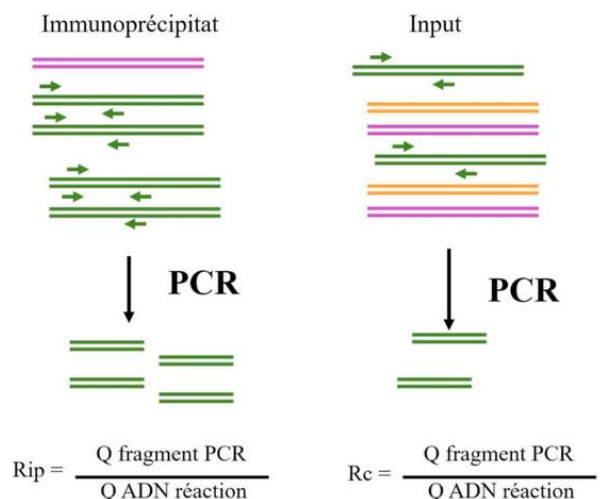 Immunoprécipitat
Input
PCR
PCR
Rip = Q fragment PCR
Q ADN réaction
Rc = Q fragment PCR
Q ADN réaction